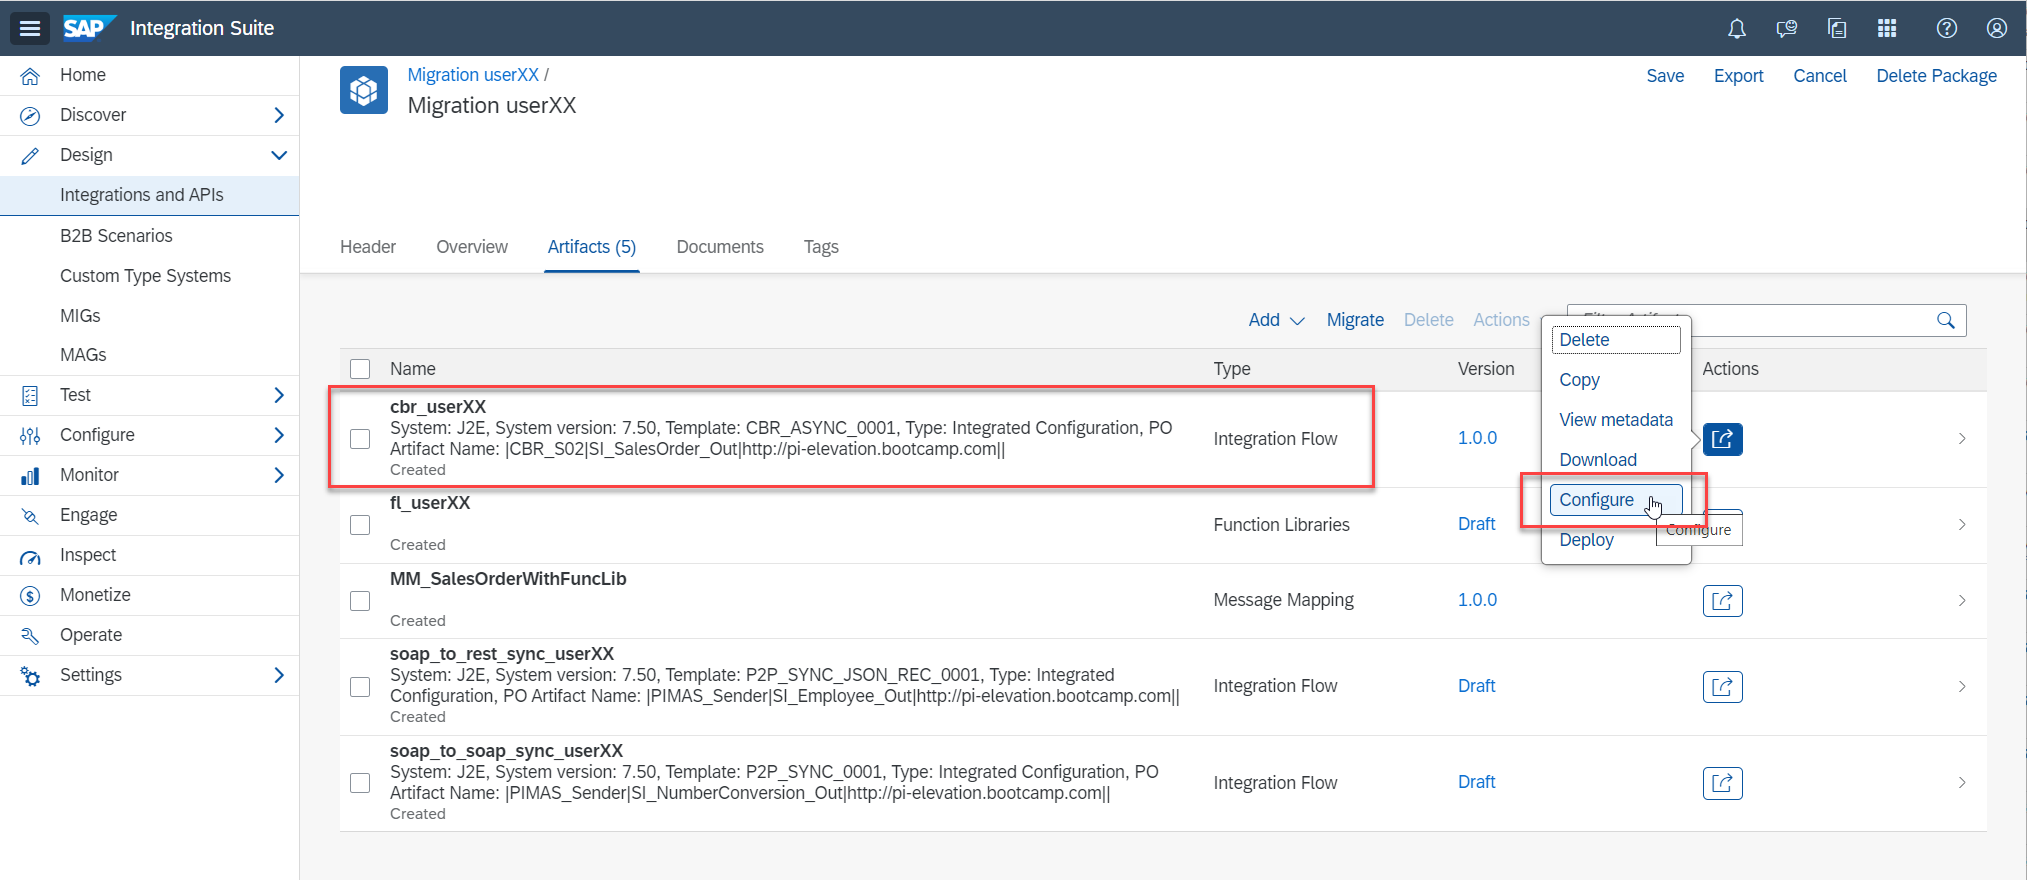 SAP Integration Suite
Home
Discover
Design
Integrations and APIs
B2B Scenarios
Custom Type Systems
MIGs
MAGs
Test
Configure
Monitor
Engage
Inspect
Monetize
Operate
Settings
Migration userXX /
Migration userXX
Save Export Cancel Delete Package
Header Overview Artifacts (5) Documents Tags
Add Migrate Delete Actions
Name Type Version Actions
cbr_userXX
System: J2E, System version: 7.50, Template: CBR_ASYNC_0001, Type: Integrated Configuration, PO
Artifact Name: |CBR_S02|SI_SalesOrder_Out|http://pi-elevation.bootcamp.com||
Created
Integration Flow
1.0.0
fl_userXX
Created
Function Libraries
Draft
MM_SalesOrderWithFuncLib
Created
Message Mapping
1.0.0
soap_to_rest_sync_userXX
System: J2E, System version: 7.50, Template: P2P_SYNC_JSON_REC_0001, Type: Integrated
Configuration, PO Artifact Name: |PIMAS_Sender|SI_Employee_Out|http://pi-elevation.bootcamp.com||
Created
Integration Flow
Draft
soap_to_soap_sync_userXX
System: J2E, System version: 7.50, Template: P2P_SYNC_0001, Type: Integrated Configuration, PO
Artifact Name: |PIMAS_Sender|SI_NumberConversion_Out|http://pi-elevation.bootcamp.com||
Created
Integration Flow
Draft
Delete
Copy
View metadata
Download
Configure
Configure
Deploy